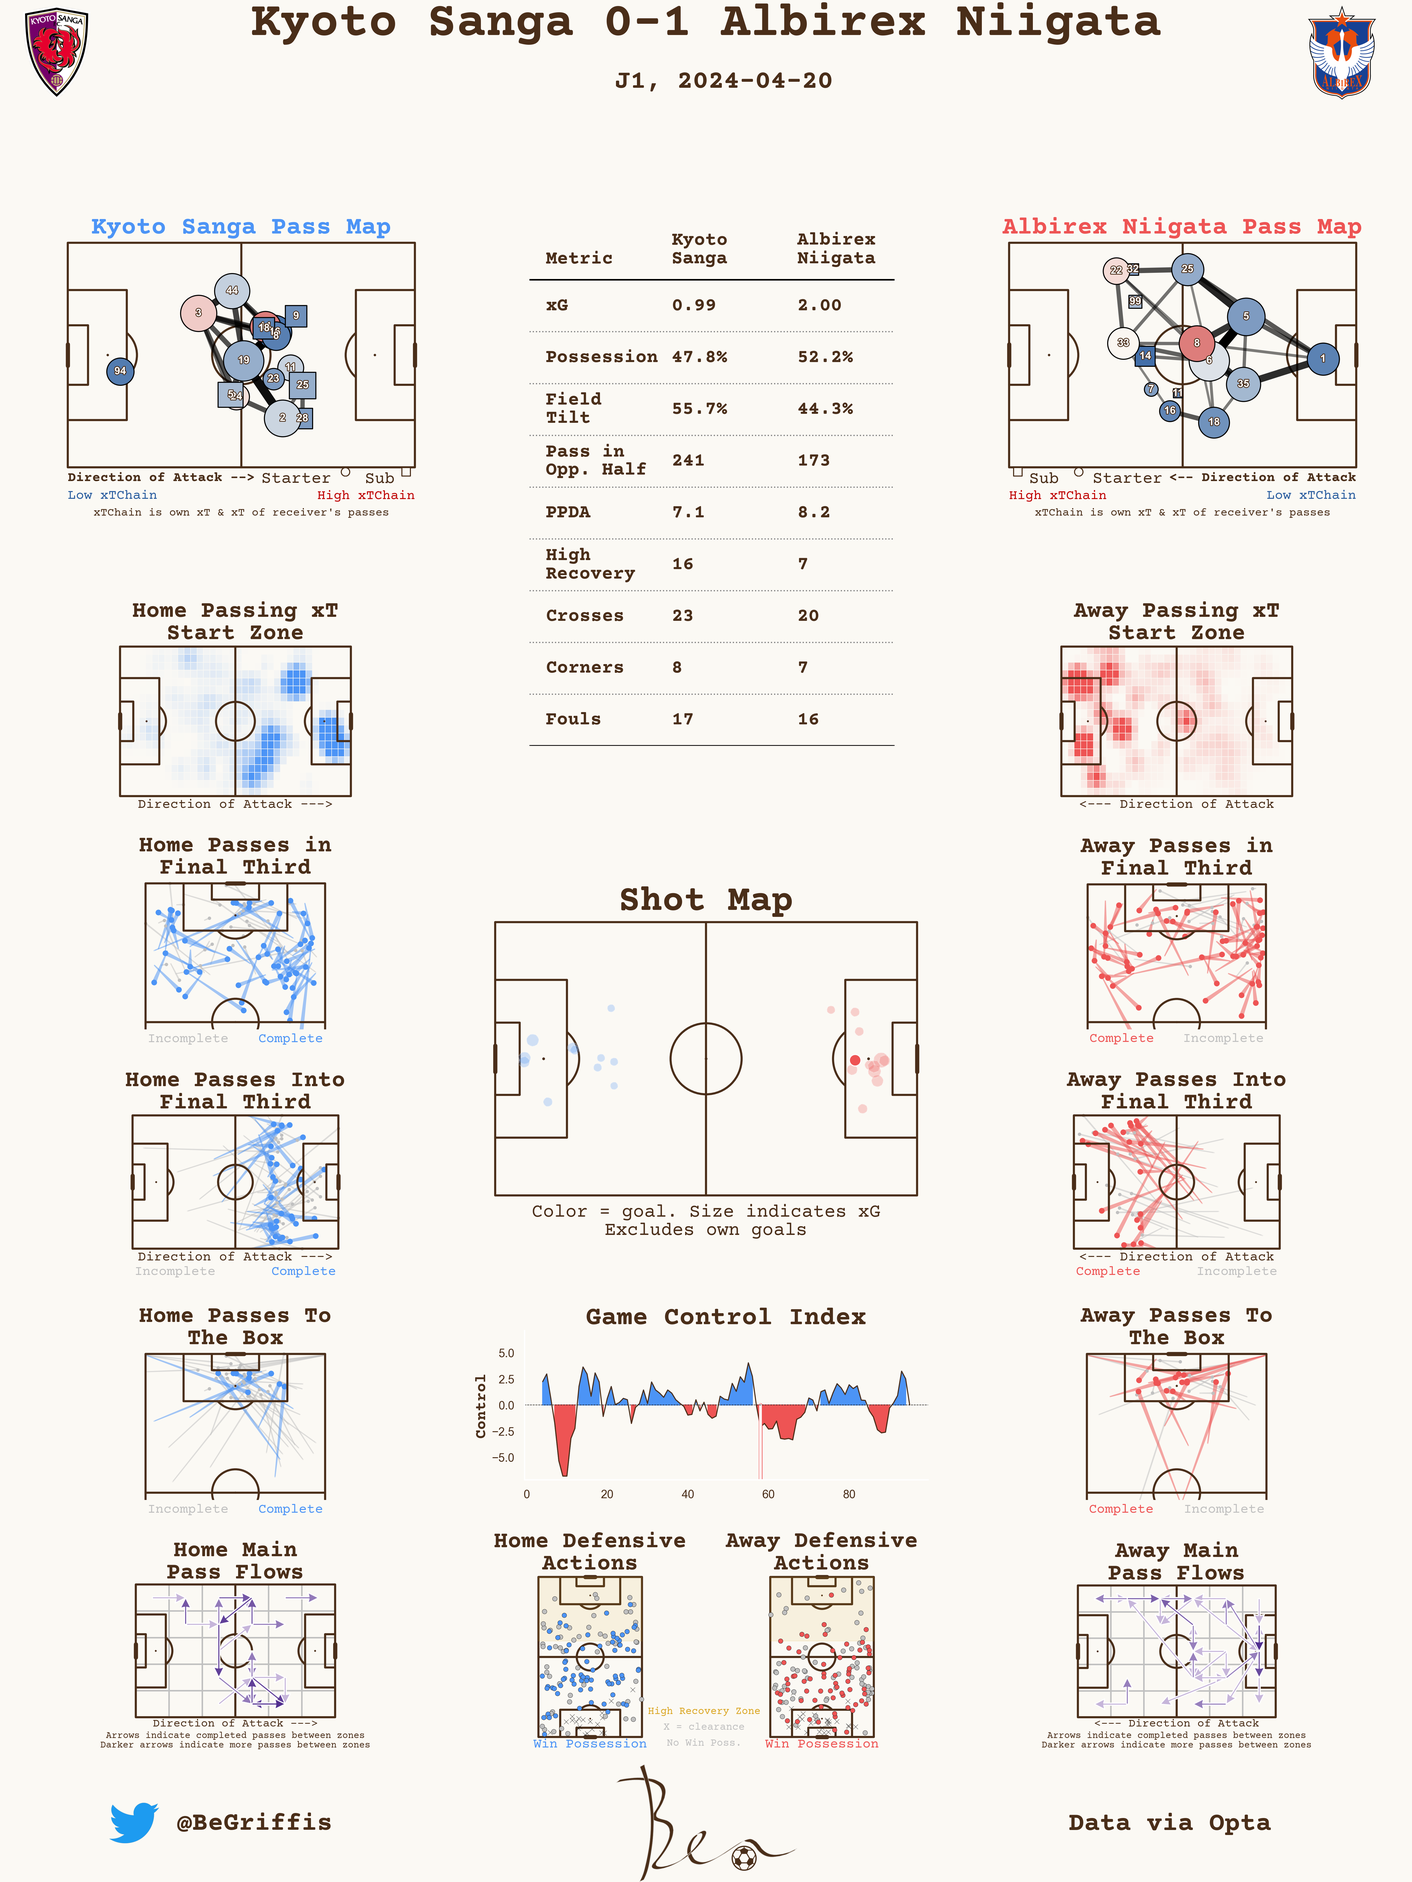 Kyoto Sanga 0-1 Albirex Niigata
J1, 2024-04-20
KYOTO SANGA
ALBIREX
Kyoto Sanga Pass Map
44
3
9
18
8
19
11
94
23
25
5
24
2
28
Direction of Attack --> Starter Sub
Low xTChain High xTChain
xTChain is own xT & xT of receiver's passes
Metric Kyoto Sanga Albirex Niigata
xG 0.99 2.00
Possession 47.8% 52.2%
Field Tilt 55.7% 44.3%
Pass in Opp. Half 241 173
PPDA 7.1 8.2
High Recovery 16 7
Crosses 23 20
Corners 8 7
Fouls 17 16
Albirex Niigata Pass Map
22
32
25
99
5
33
8
14
6
1
7
11
35
16
18
Sub Starter <-- Direction of Attack
High xTChain Low xTChain
xTChain is own xT & xT of receiver's passes
Home Passing xT
Start Zone
Direction of Attack --->
Away Passing xT
Start Zone
<--- Direction of Attack
Home Passes in
Final Third
Incomplete Complete
Away Passes in
Final Third
Complete Incomplete
Shot Map
Color = goal. Size indicates xG
Excludes own goals
Home Passes Into
Final Third
Direction of Attack --->
Incomplete Complete
Away Passes Into
Final Third
<--- Direction of Attack
Complete Incomplete
Home Passes To
The Box
Incomplete Complete
Game Control Index
Control
5.0
2.5
0.0
−2.5
−5.0
0 20 40 60 80
Away Passes To
The Box
Complete Incomplete
Home Main
Pass Flows
Direction of Attack --->
Arrows indicate completed passes between zones
Darker arrows indicate more passes between zones
Home Defensive
Actions
Win Possession
Away Defensive
Actions
Win Possession
High Recovery Zone
X = clearance
No Win Poss.
Away Main
Pass Flows
<--- Direction of Attack
Arrows indicate completed passes between zones
Darker arrows indicate more passes between zones
@BeGriffis
Ben
Data via Opta